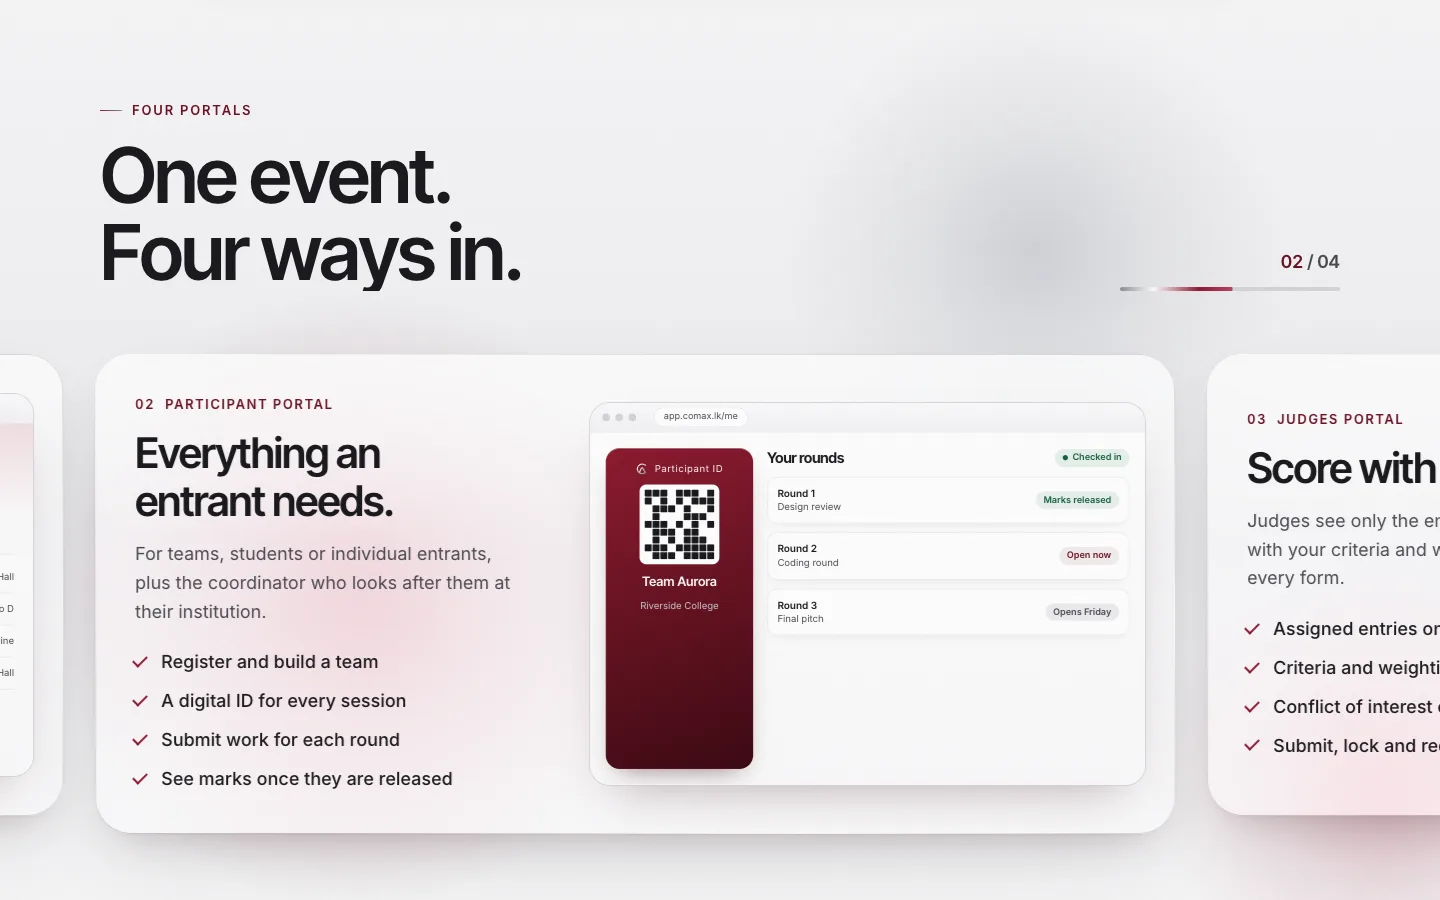 FOUR PORTALS
One event.
Four ways in.
02 / 04
Hall
o D
ine
Hall
02 PARTICIPANT PORTAL
Everything an
entrant needs.
For teams, students or individual entrants,
plus the coordinator who looks after them at
their institution.
Register and build a team
A digital ID for every session
Submit work for each round
See marks once they are released
app.comax.lk/me
Participant ID
Team Aurora
Riverside College
Your rounds
Checked in
Round 1
Design review
Marks released
Round 2
Coding round
Open now
Round 3
Final pitch
Opens Friday
03 JUDGES PORTAL
Score with
Judges see only the en
with your criteria and w
every form.
Assigned entries on
Criteria and weighti
Conflict of interest
Submit, lock and re